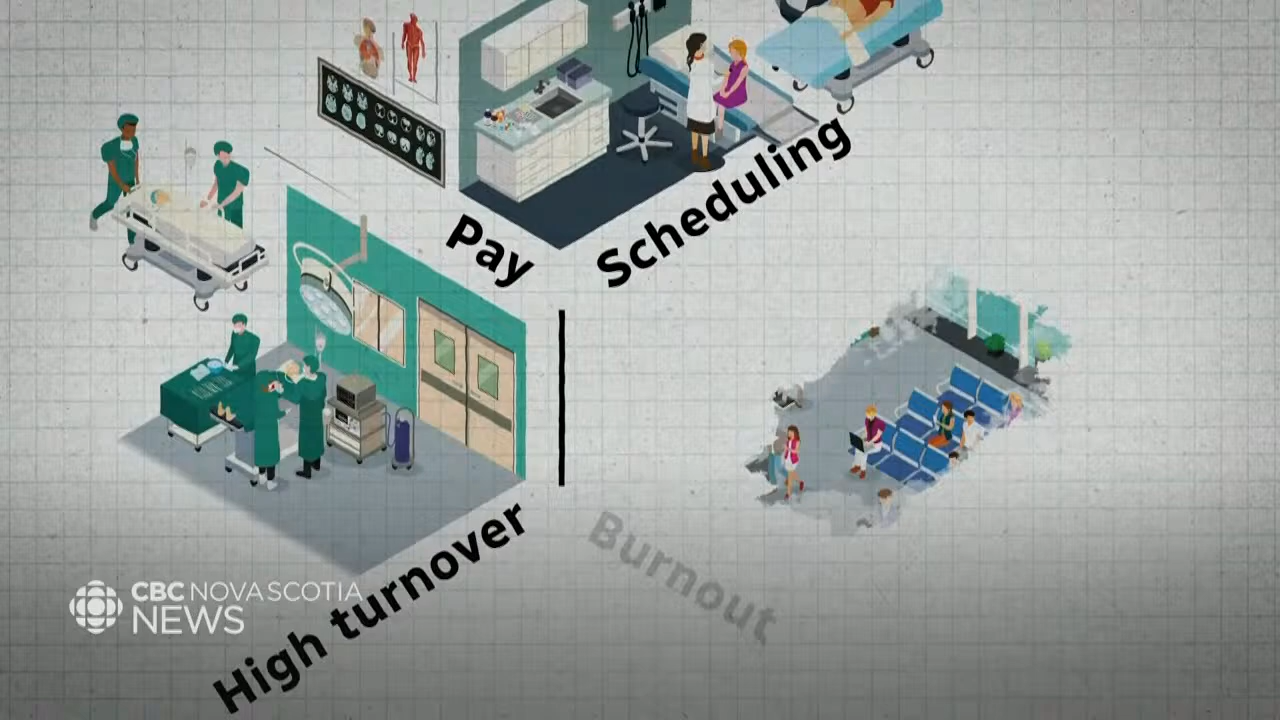 Pay
Scheduling
High turnover
Burnout
CBC NOVA SCOTIA
NEWS